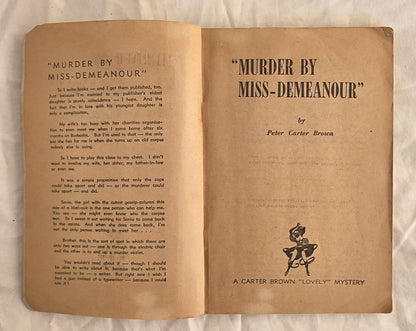 "MURDER BY
MISS-DEMEANOUR"
So I write books — and I get them published, too.
Just because I'm married to my publisher's eldest
daughter is purely coincidence — I hope. And the
fact that I'm in love with his youngest daughter is
only a complication.
My wife's too busy with her charities organisa-
tion to even meet me when I come home after six
months in Burbooks. But I'm used to that — the only
use she has for me is when she turns up an old corpse
nobody else is using.
So I have to play this close to my chest. I don't
want to involve my wife, her sister, my father-in-law
or even me.
It was a simple proposition that only the cops
could take apart and did — or the murderer could
take apart — and did.
Sonia, the girl with the cutest gossip-column this
side of a libel-suit is the one person who can help me.
You see, — she might even know who the corpse
was. So I sweat it out waiting for Sonia to come back
to the scene. And when she does come back, I'm
not the only person waiting to meet her . . .
Brother, this is the sort of spot in which there are
only two ways out — one is through the electric chair
and the other is to end up a murder victim.
You wouldn't read about it — though I should
be able to write about it. Because that's what I'm
supposed to be — a writer. But right now I wish I
had a gun instead of a typewriter — because I could
use it !
"MURDER BY
MISS-DEMEANOUR"
by
Peter Carter Brown
A CARTER BROWN "LOVELY" MYSTERY